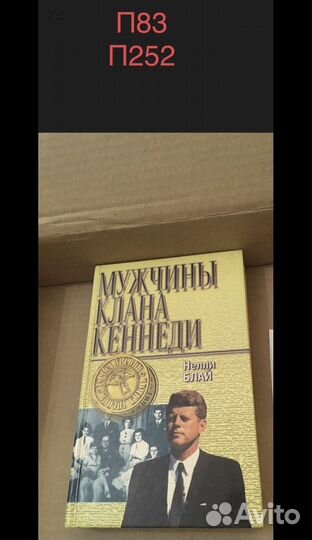 П83
П252
МУЖЧИНЫ
КЛАНА
КЕННЕДИ
Нелли
БЛАЙ
Avito